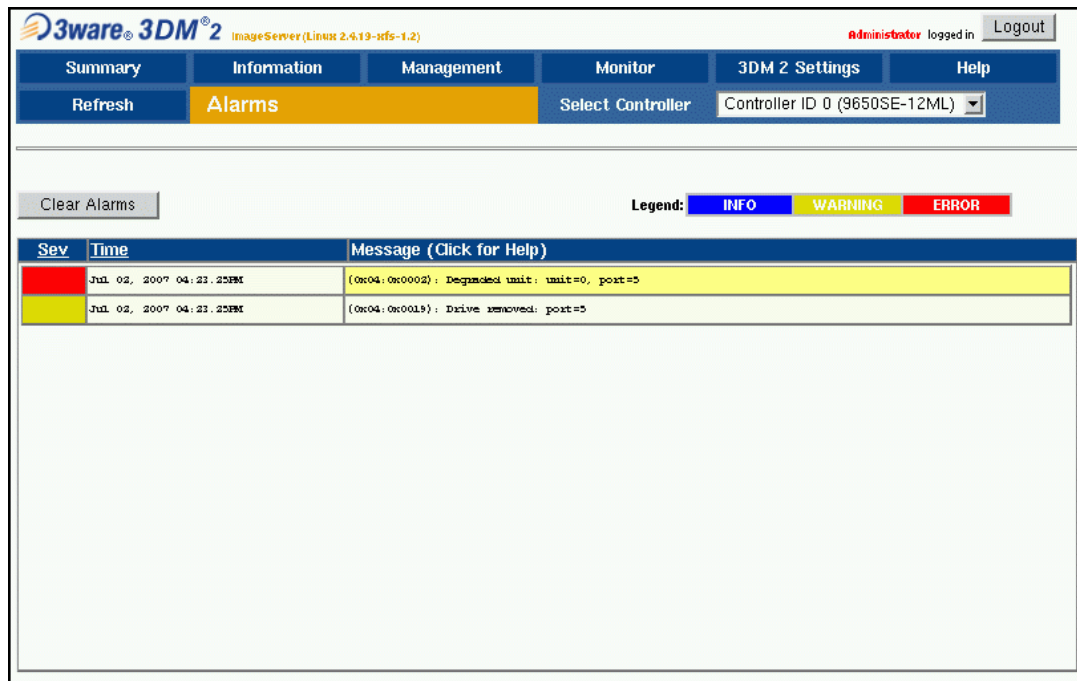 3ware® 3DM®2 ImageServer (Linux 2.4.19-xfs-1.2) Administrator logged in Logout
Summary Information Management Monitor 3DM 2 Settings Help
Refresh Alarms Select Controller Controller ID 0 (9650SE-12ML)
Clear Alarms Legend: INFO WARNING ERROR
Sev Time Message (Click for Help)
Jul 02, 2007 04:23.25PM (0x04:0x0002): Degraded unit: unit=0, port=5
Jul 02, 2007 04:23.25PM (0x04:0x0019): Drive removed: port=5